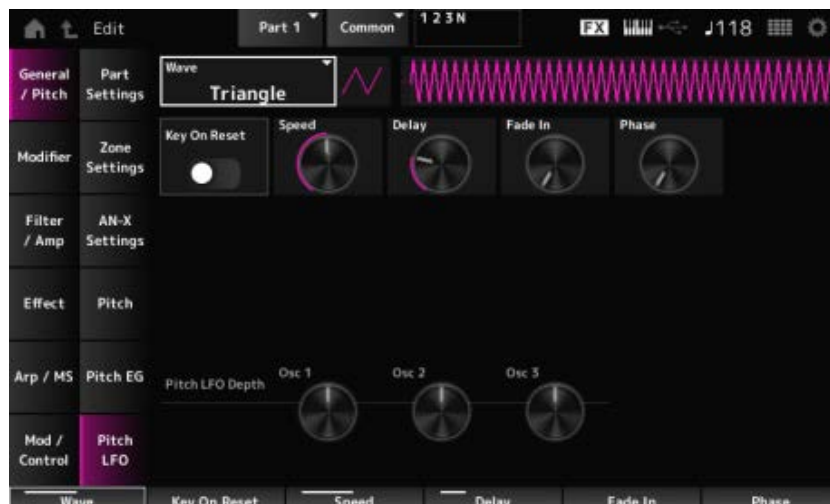 Edit
Part 1
Common
1 2 3 N
FX
♩118
General / Pitch
Part Settings
Wave
Triangle
Modifier
Zone Settings
Key On Reset
Speed
Delay
Fade In
Phase
Filter / Amp
AN-X Settings
Effect
Pitch
Arp / MS
Pitch EG
Pitch LFO Depth
Osc 1
Osc 2
Osc 3
Mod / Control
Pitch LFO
Wave
Key On Reset
Speed
Delay
Fade In
Phase